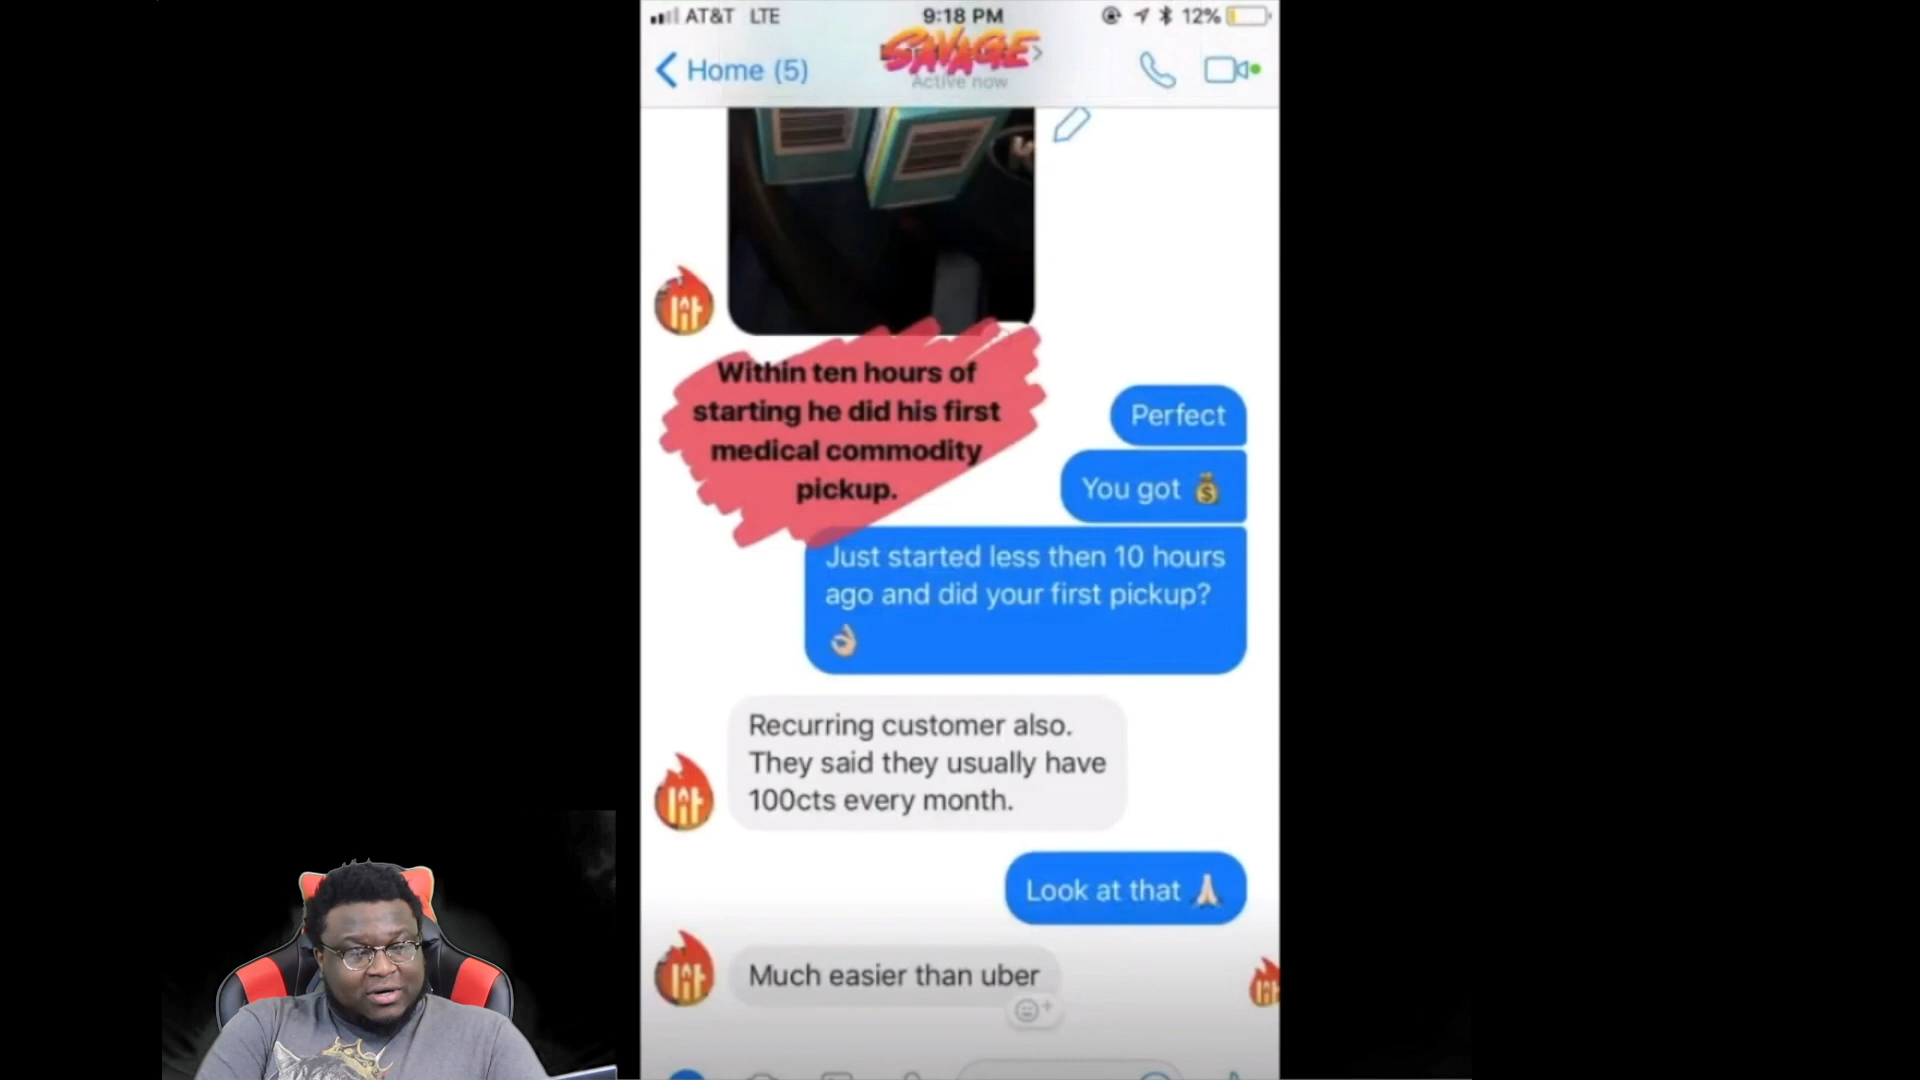 AT&T LTE 9:18 PM 12%
Home (5)
SAVAGE
Active now
Within ten hours of
starting he did his first
medical commodity
pickup.
Perfect
You got
Just started less then 10 hours
ago and did your first pickup?
Recurring customer also.
They said they usually have
100cts every month.
Look at that
Much easier than uber